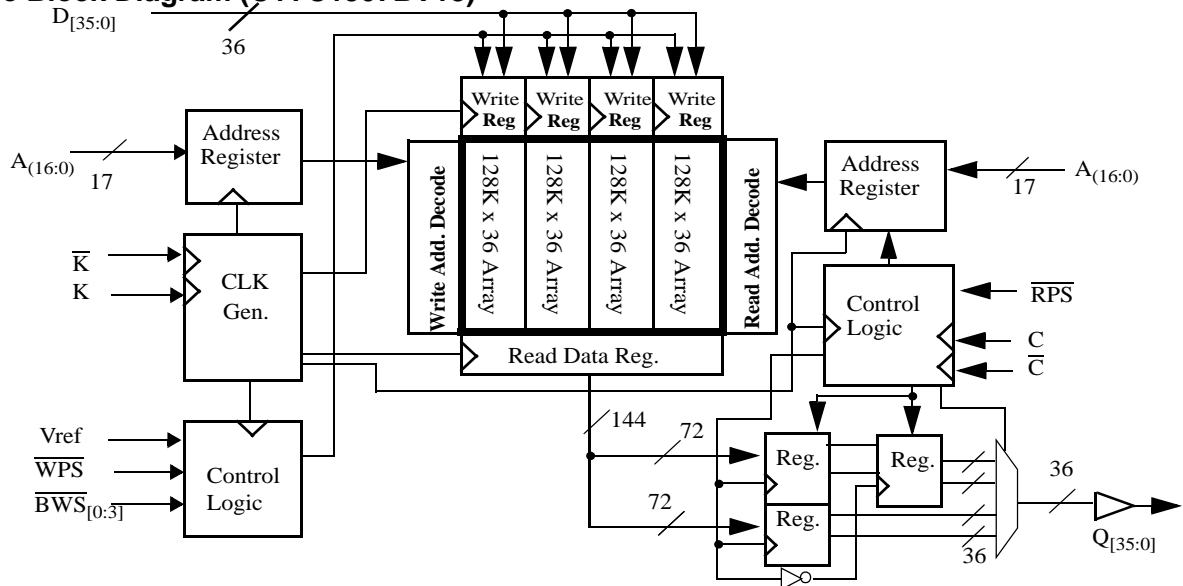 Block Diagram
D[35:0]
36
Write Reg
Write Reg
Write Reg
Write Reg
Address
Register
A(16:0)
17
Write Add. Decode
128K x 36 Array
128K x 36 Array
128K x 36 Array
128K x 36 Array
Read Add. Decode
Address
Register
17
A(16:0)
K̅
K
CLK
Gen.
Control
Logic
R̅P̅S̅
C
C̅
Read Data Reg.
Vref
W̅P̅S̅
B̅W̅S̅[0:3]
Control
Logic
144
72
72
Reg.
Reg.
Reg.
36
36
Q[35:0]